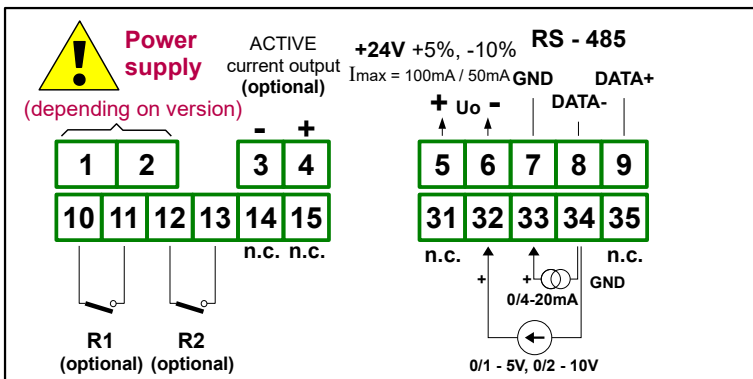 Power supply
(depending on version)
ACTIVE
current output
(optional)
- +
+24V +5%, -10%
Imax = 100mA / 50mA
+ Uo -
RS - 485
GND
DATA-
DATA+
1 2 3 4 5 6 7 8 9
10 11 12 13 14 15 31 32 33 34 35
n.c. n.c. n.c. n.c.
+ +
0/4-20mA
GND
R1
(optional)
R2
(optional)
0/1 - 5V, 0/2 - 10V